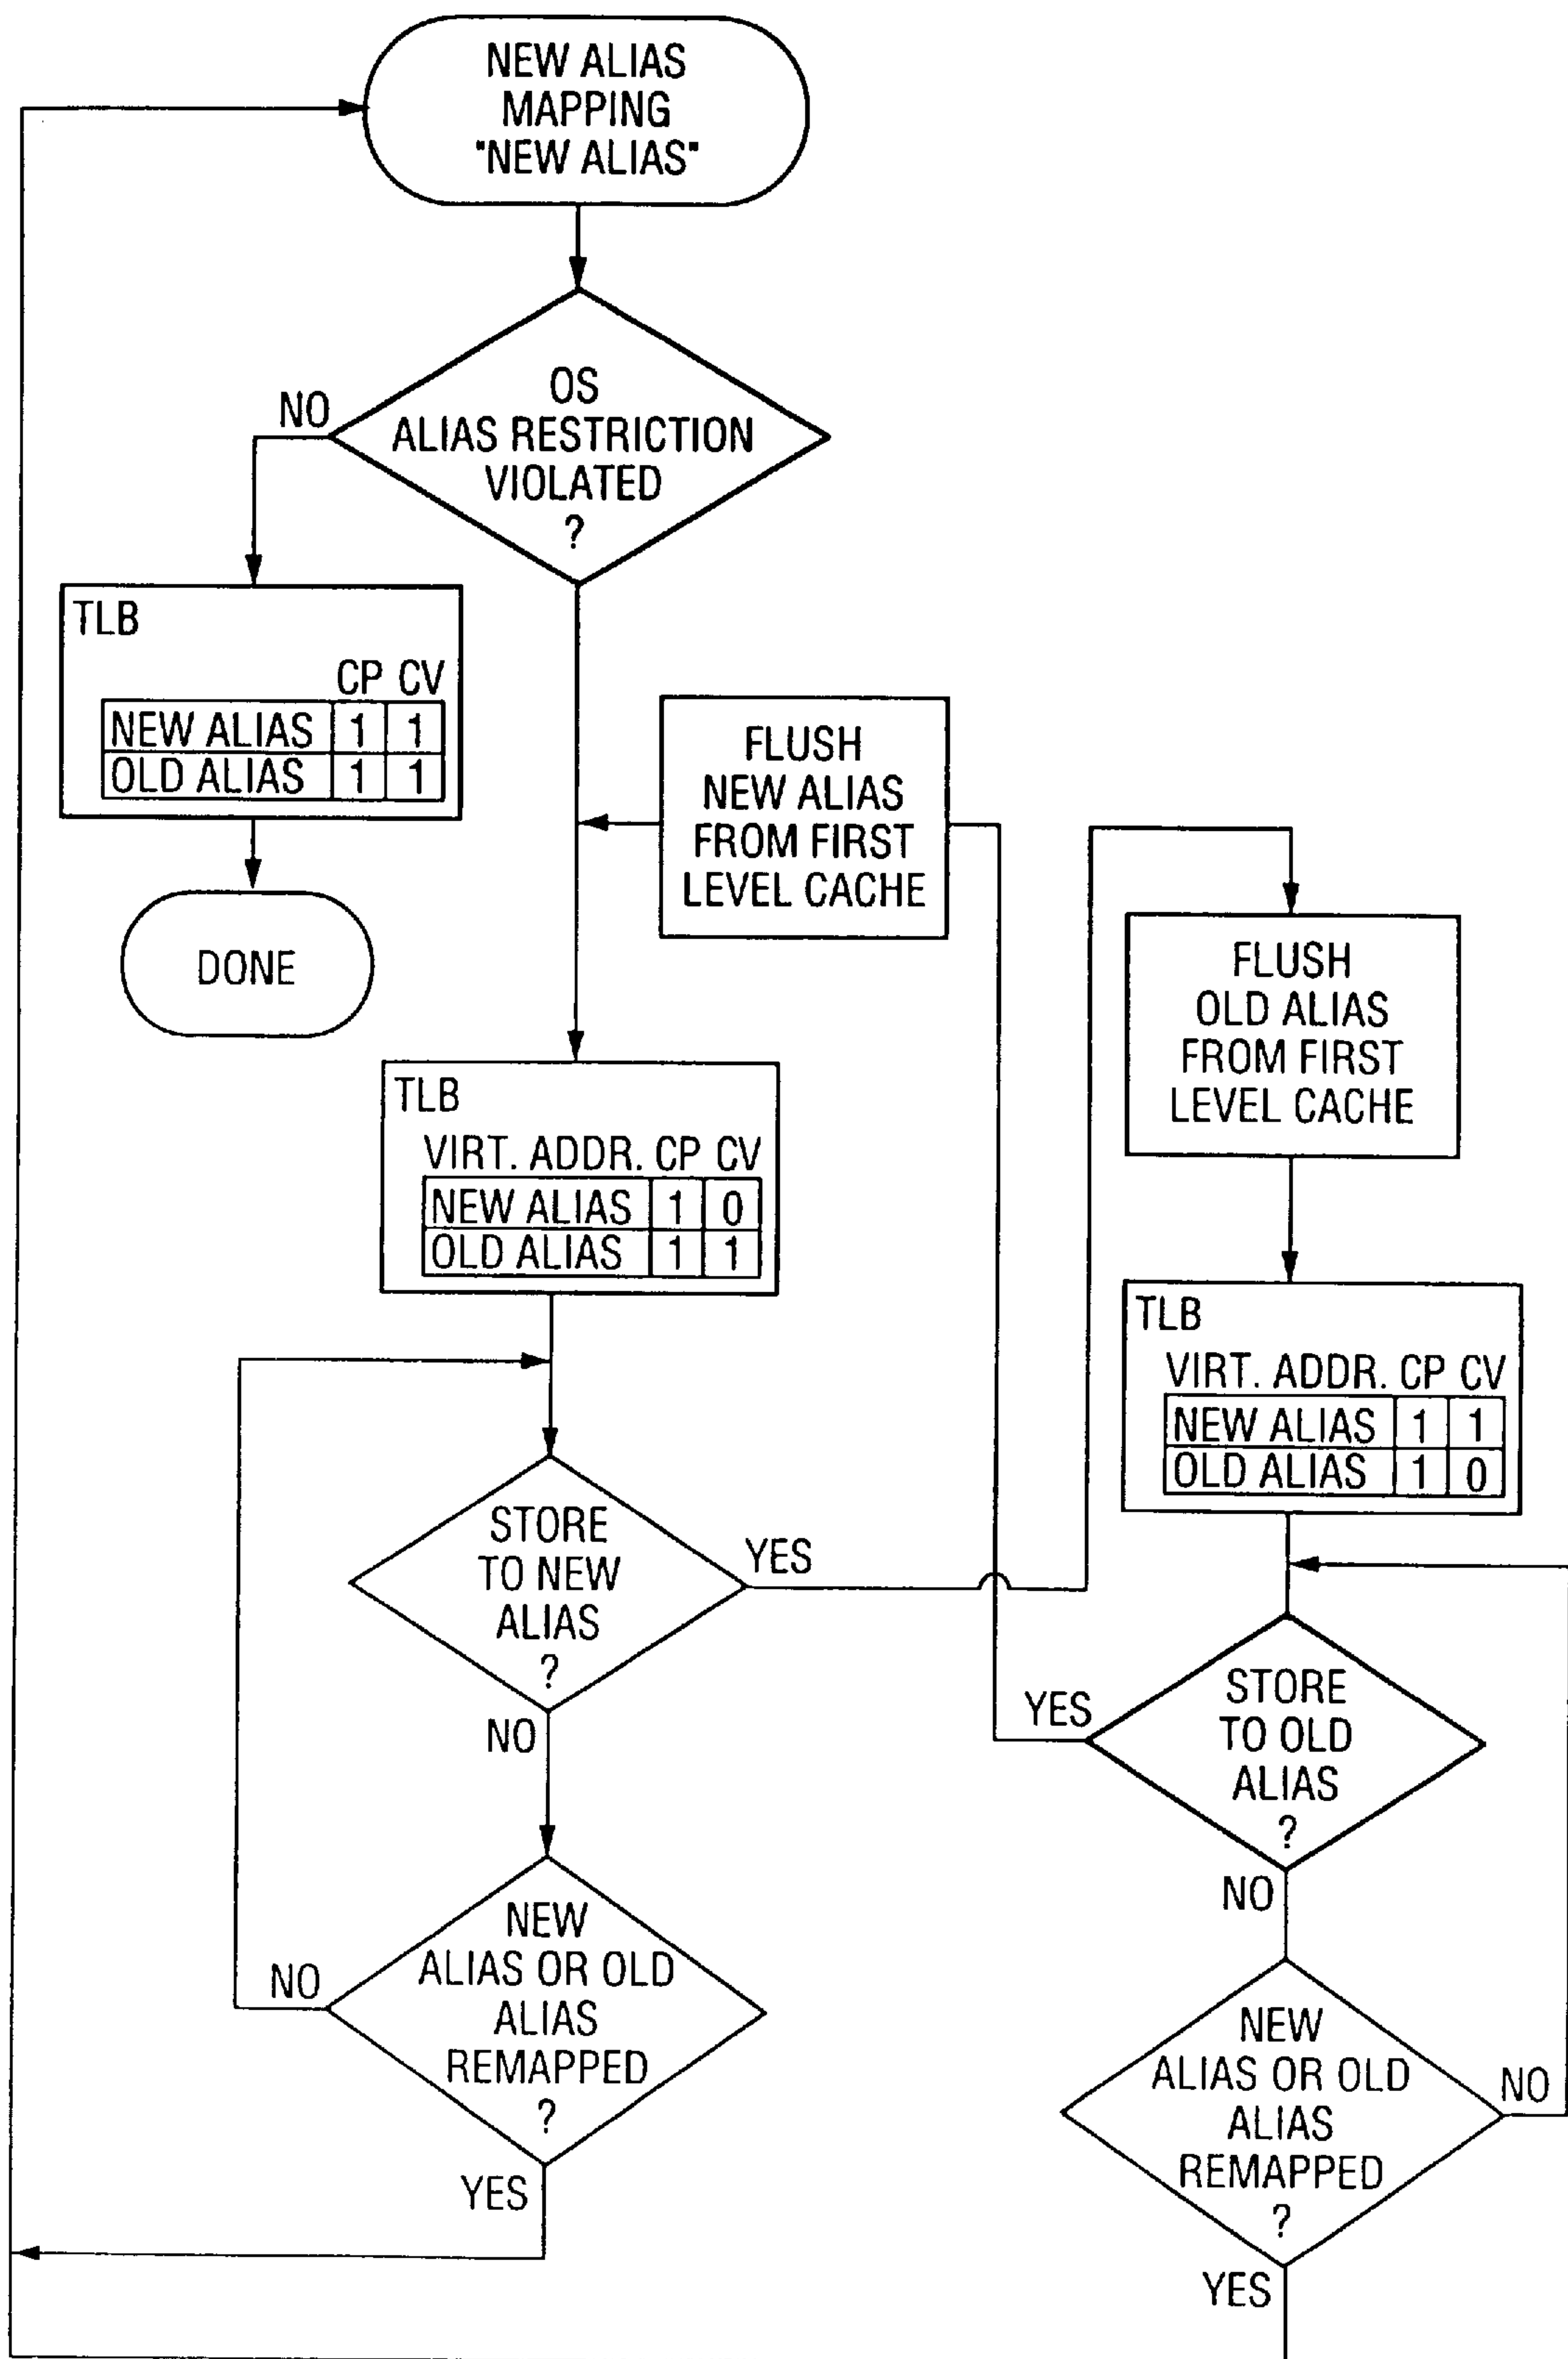 NEW ALIAS
MAPPING
"NEW ALIAS"
OS
ALIAS RESTRICTION
VIOLATED
?
NO
TLB
CP CV
NEW ALIAS 1 1
OLD ALIAS 1 1
DONE
FLUSH
NEW ALIAS
FROM FIRST
LEVEL CACHE
FLUSH
OLD ALIAS
FROM FIRST
LEVEL CACHE
TLB
VIRT. ADDR. CP CV
NEW ALIAS 1 0
OLD ALIAS 1 1
TLB
VIRT. ADDR. CP CV
NEW ALIAS 1 1
OLD ALIAS 1 0
STORE
TO NEW
ALIAS
?
YES
NO
STORE
TO OLD
ALIAS
?
YES
NO
NEW
ALIAS OR OLD
ALIAS
REMAPPED
?
NO
YES
NEW
ALIAS OR OLD
ALIAS
REMAPPED
?
NO
YES